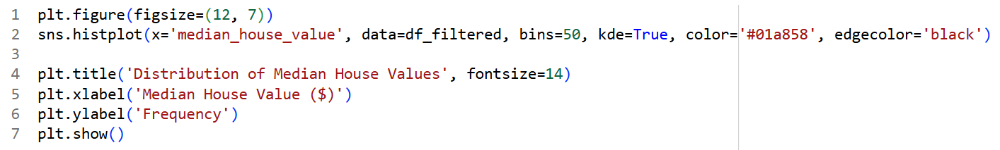 1 plt.figure(figsize=(12, 7))
2 sns.histplot(x='median_house_value', data=df_filtered, bins=50, kde=True, color='#01a858', edgecolor='black')
3
4 plt.title('Distribution of Median House Values', fontsize=14)
5 plt.xlabel('Median House Value ($)')
6 plt.ylabel('Frequency')
7 plt.show()